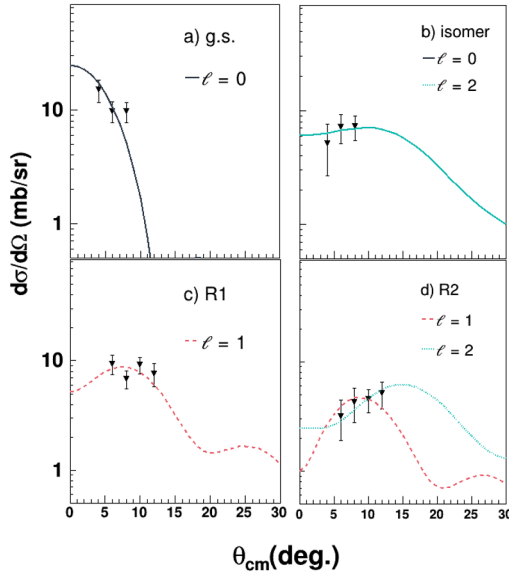 a) g.s.
ℓ = 0
b) isomer
ℓ = 0
ℓ = 2
10
1
dσ/dΩ (mb/sr)
c) R1
ℓ = 1
d) R2
ℓ = 1
ℓ = 2
10
1
0 5 10 15 20 25 30 0 5 10 15 20 25 30
θcm(deg.)